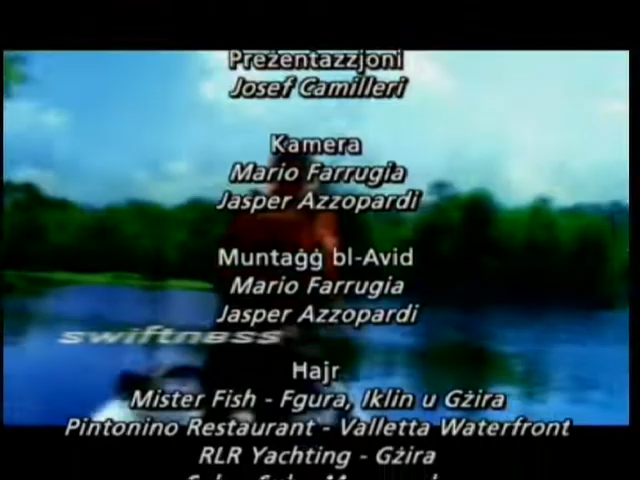 Preżentazzjoni
Josef Camilleri
Kamera
Mario Farrugia
Jasper Azzopardi
Muntaġġ bl-Avid
Mario Farrugia
Jasper Azzopardi
swiftness
Hajr
Mister Fish - Fgura, Iklin u Gżira
Pintonino Restaurant - Valletta Waterfront
RLR Yachting - Gżira